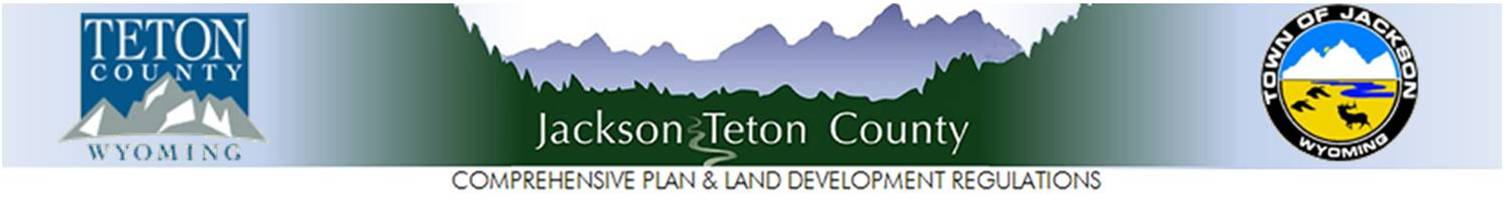 TETON
COUNTY
WYOMING
Jackson Teton County
TOWN OF JACKSON
WYOMING
COMPREHENSIVE PLAN & LAND DEVELOPMENT REGULATIONS